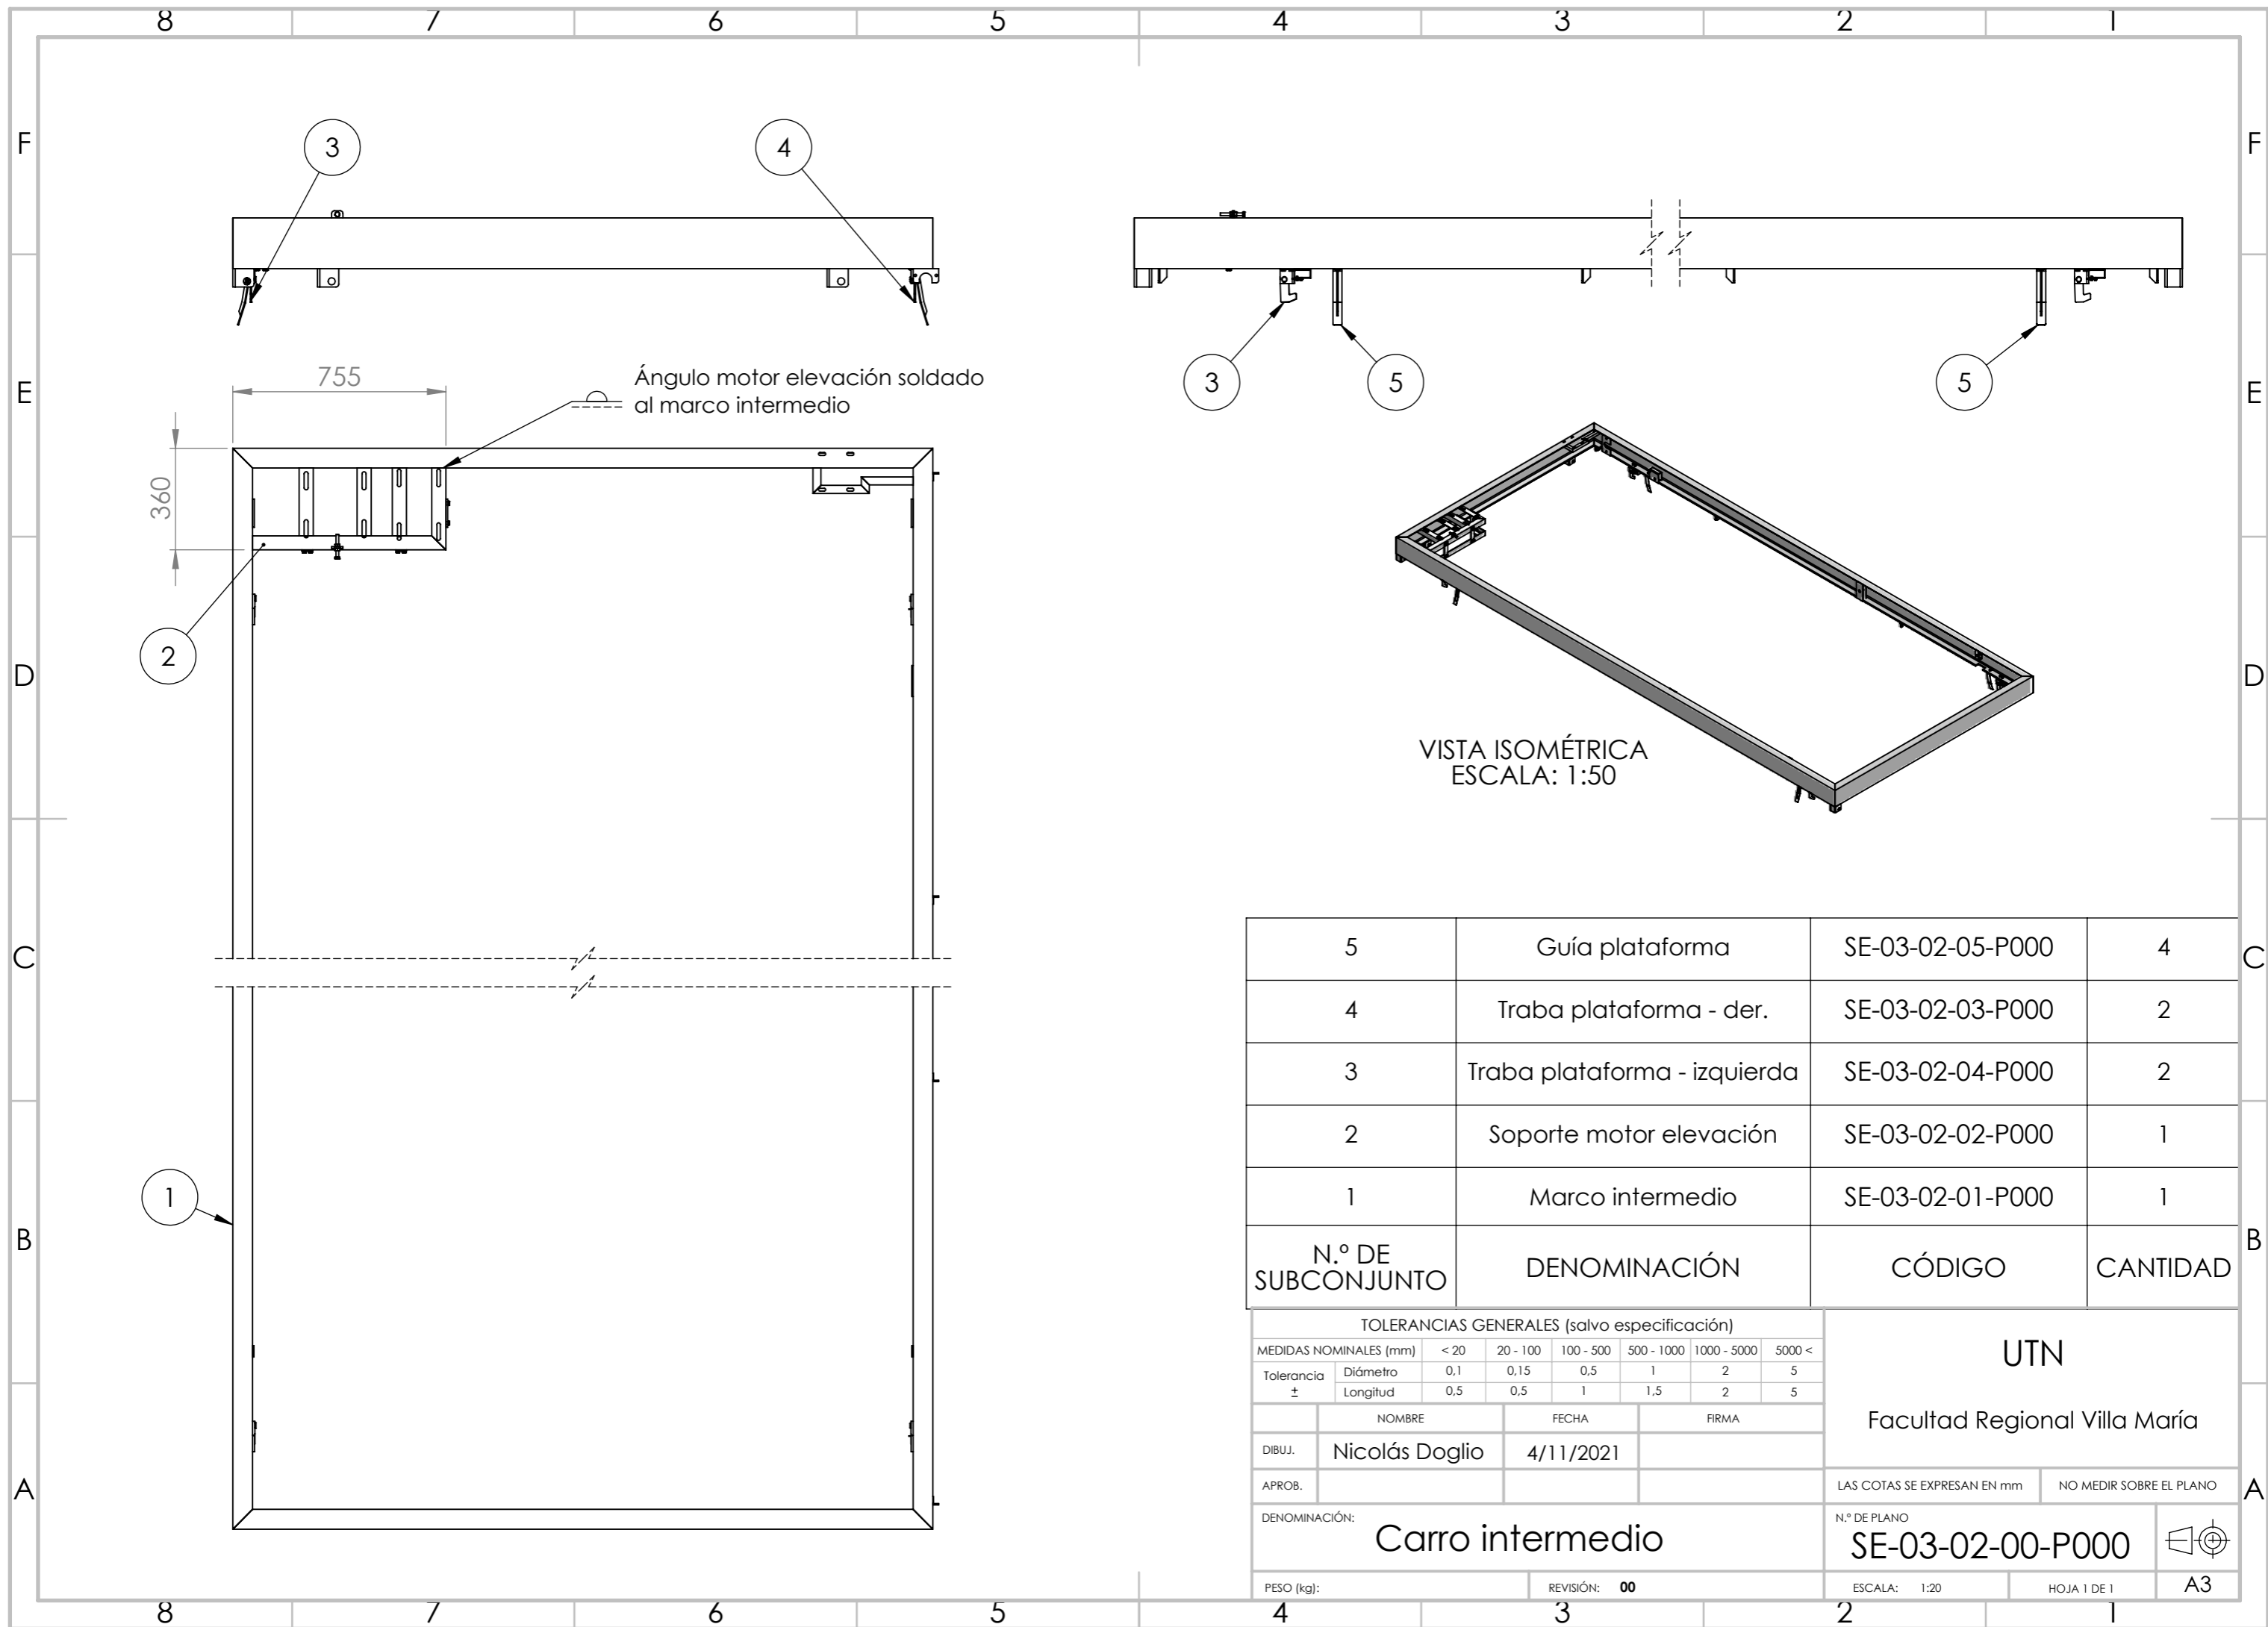 8 7 6 5 4 3 2 1
F F
3 4
3 5 5
755
Ángulo motor elevación soldado
al marco intermedio
E E
360
2
D D
VISTA ISOMÉTRICA
ESCALA: 1:50
C C
1
B B
A A
5 Guía plataforma SE-03-02-05-P000 4
4 Traba plataforma - der. SE-03-02-03-P000 2
3 Traba plataforma - izquierda SE-03-02-04-P000 2
2 Soporte motor elevación SE-03-02-02-P000 1
1 Marco intermedio SE-03-02-01-P000 1
N.º DE
SUBCONJUNTO DENOMINACIÓN CÓDIGO CANTIDAD
TOLERANCIAS GENERALES (salvo especificación)
MEDIDAS NOMINALES (mm) < 20 20 - 100 100 - 500 500 - 1000 1000 - 5000 5000 <
Tolerancia
±
Diámetro 0,1 0,15 0,5 1 2 5
Longitud 0,5 0,5 1 1,5 2 5
NOMBRE FECHA FIRMA
DIBUJ. Nicolás Doglio 4/11/2021
APROB.
UTN
Facultad Regional Villa María
LAS COTAS SE EXPRESAN EN mm NO MEDIR SOBRE EL PLANO
DENOMINACIÓN: Carro intermedio
N.º DE PLANO
SE-03-02-00-P000
PESO (kg): REVISIÓN: 00 ESCALA: 1:20 HOJA 1 DE 1 A3
8 7 6 5 4 3 2 1